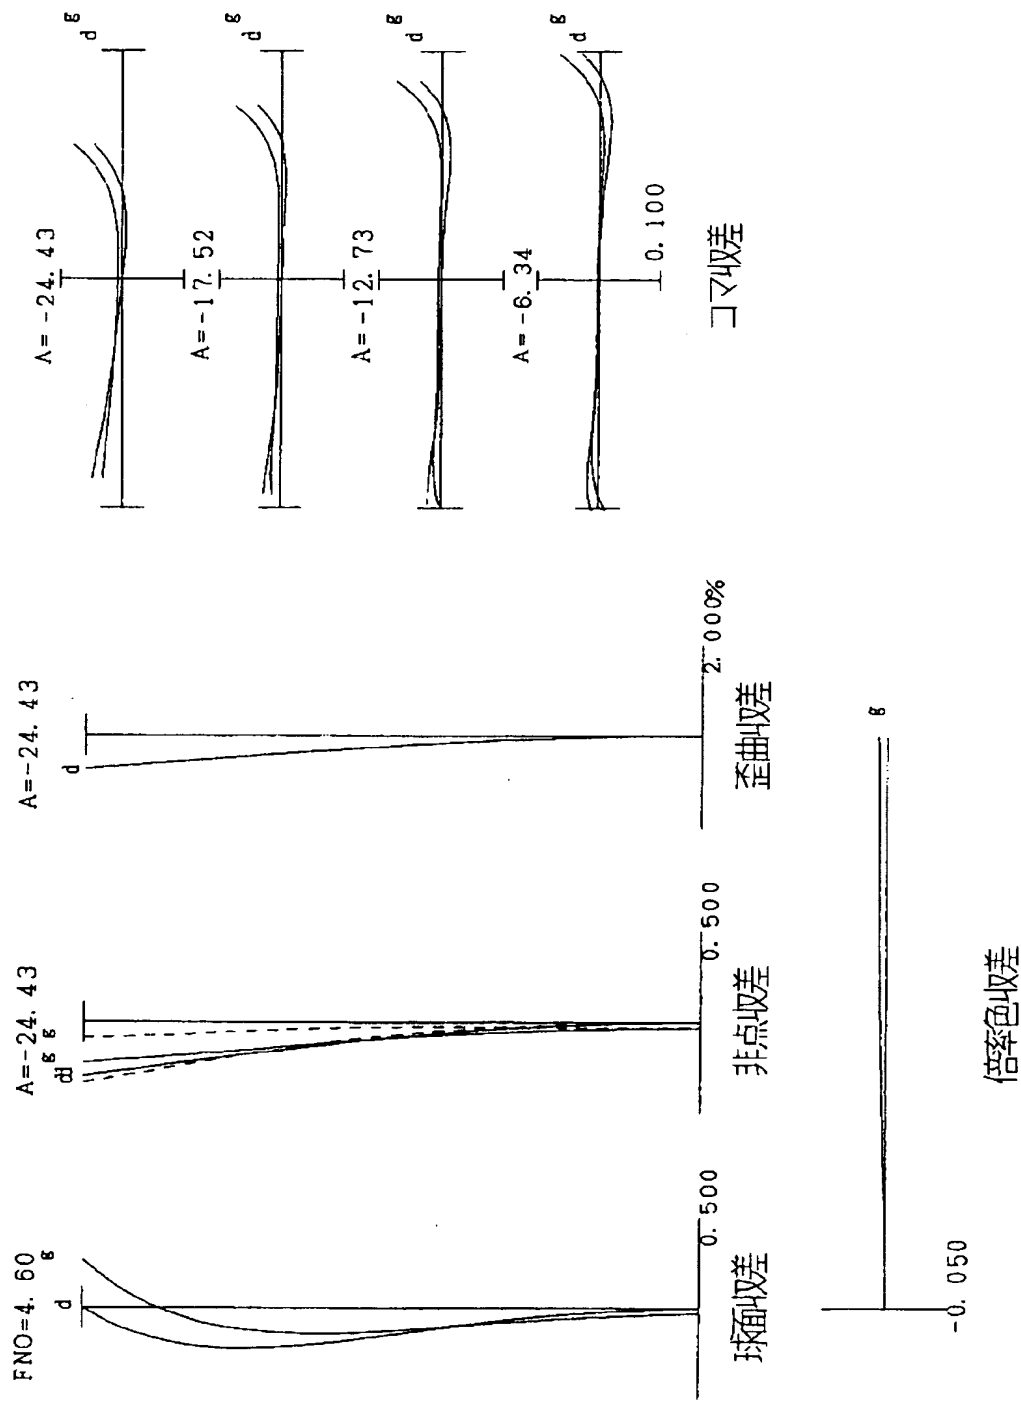 FNO=4. 60
d
g
0. 500
球面収差
A=-24. 43
d d
g
g
0. 500
非点収差
A=-24. 43
d
2. 000%
歪曲収差
A=-24. 43
d
g
A=-17. 52
d
g
A=-12. 73
d
g
A=-6. 34
d
g
0. 100
コマ収差
g
-0. 050
倍率色収差